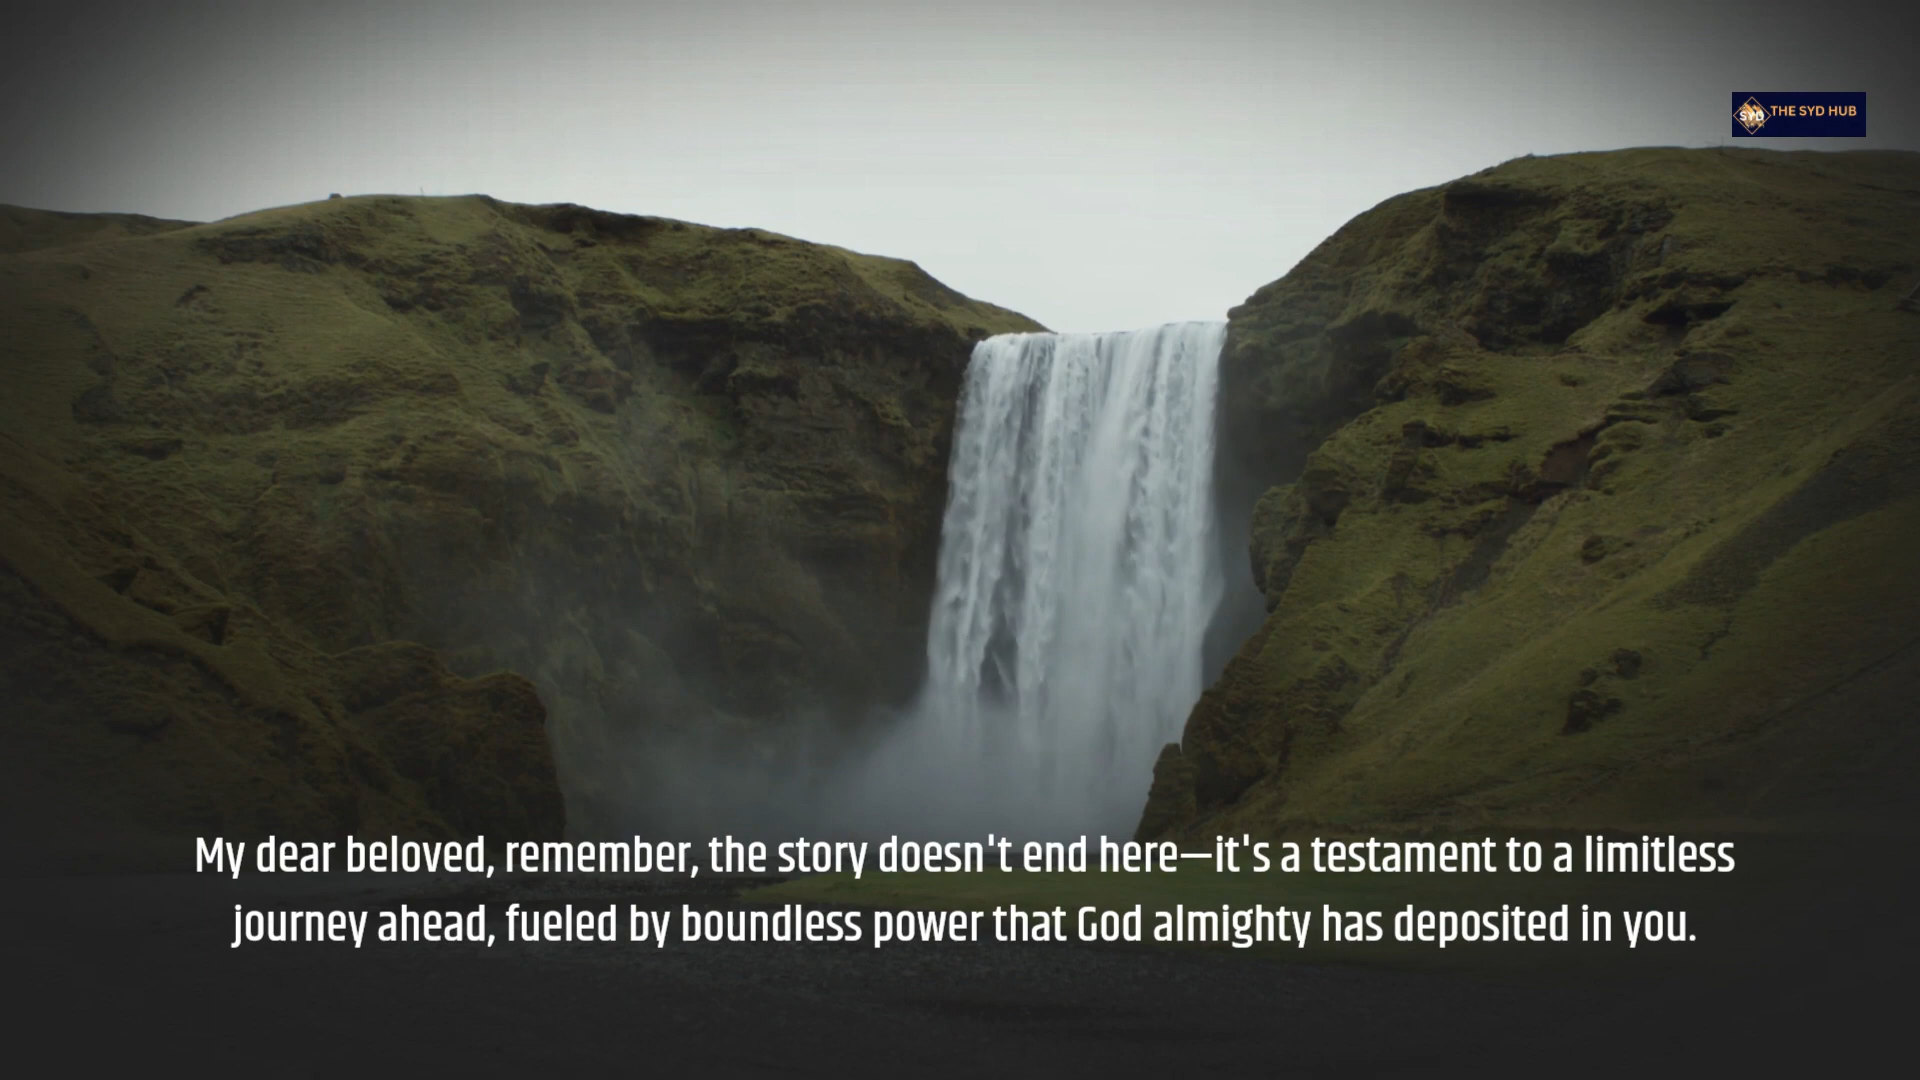 SYD THE SYD HUB
My dear beloved, remember, the story doesn't end here—it's a testament to a limitless
journey ahead, fueled by boundless power that God almighty has deposited in you.